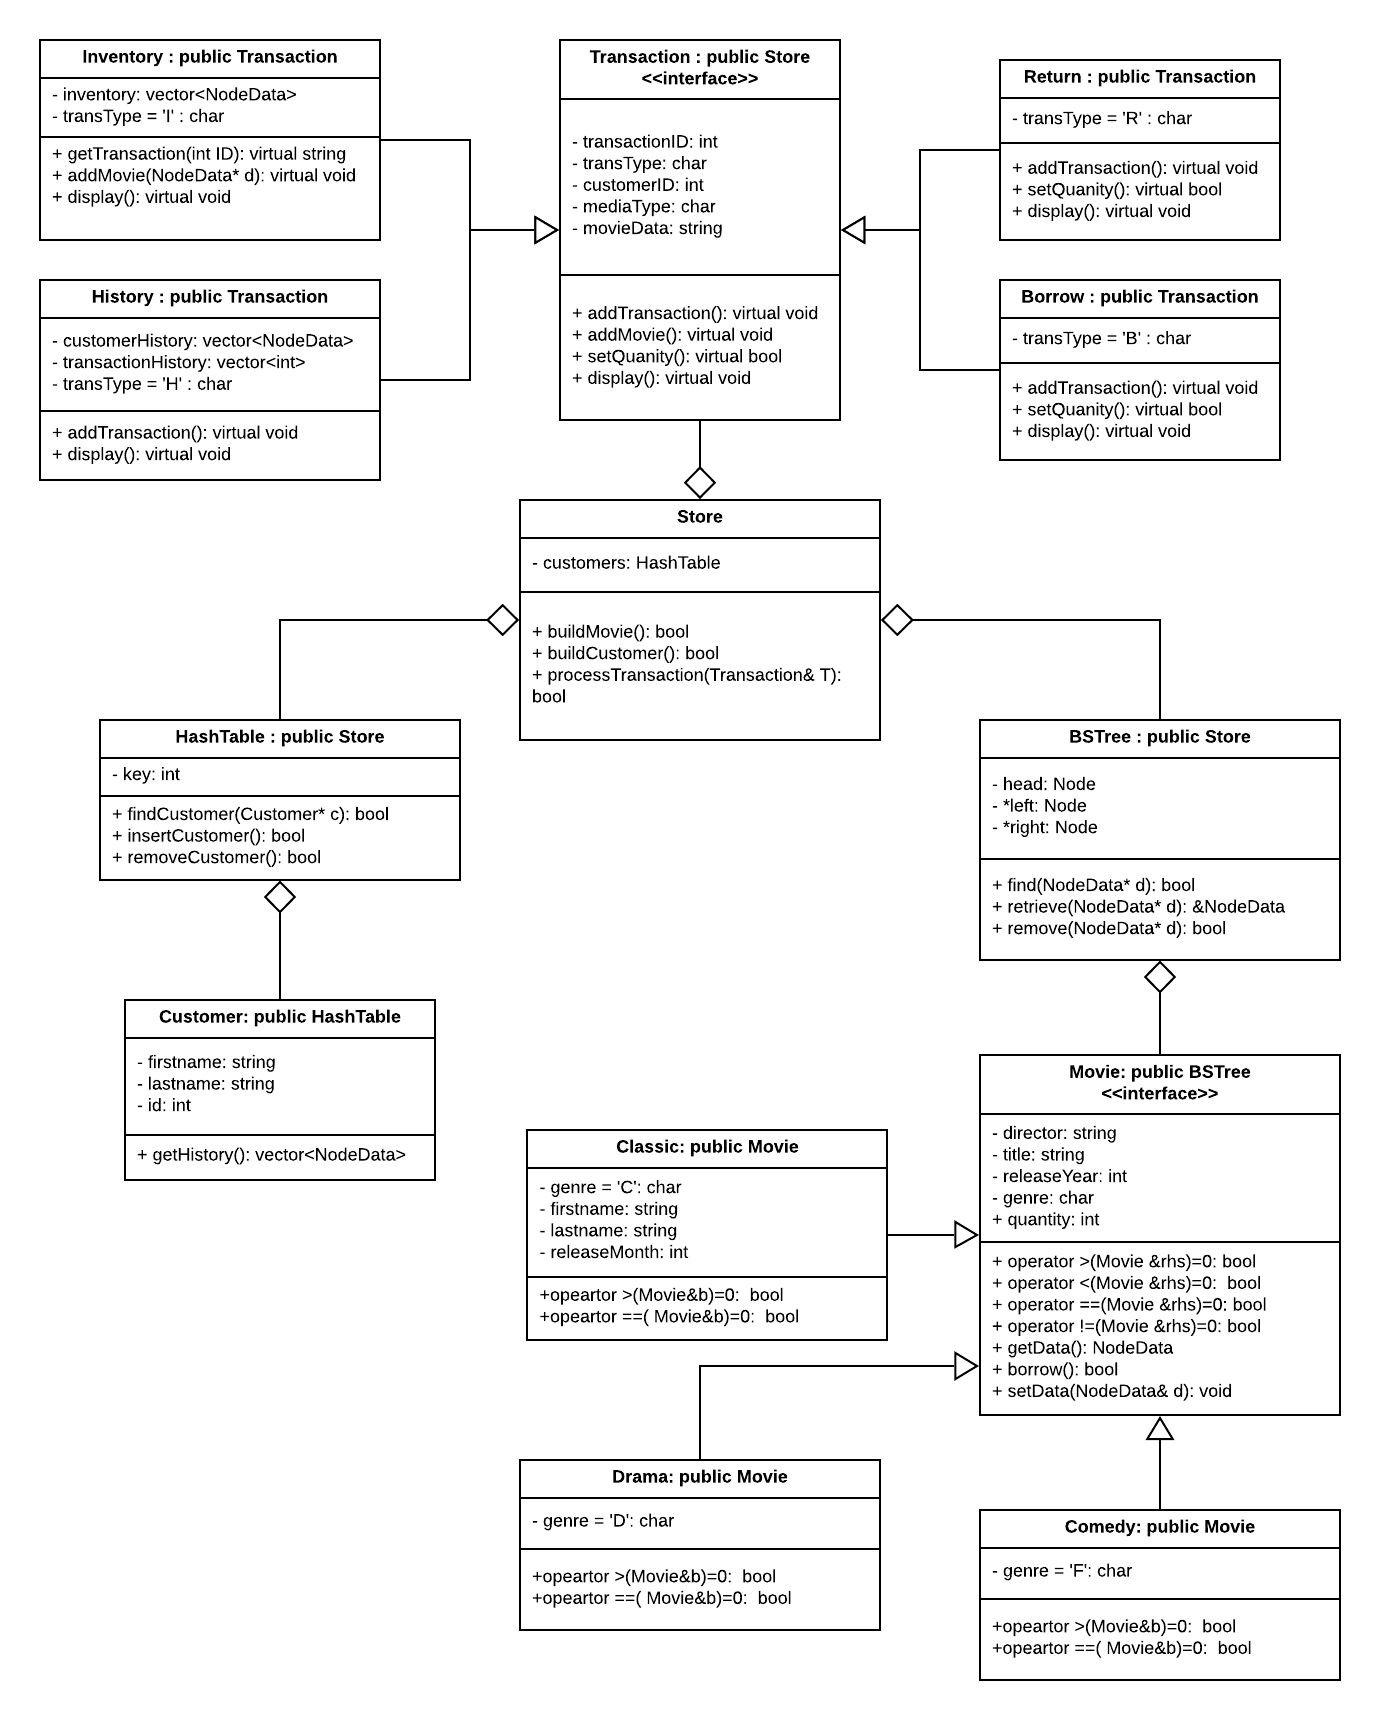 Inventory : public Transaction
- inventory: vector<NodeData>
- transType = 'I' : char
+ getTransaction(int ID): virtual string
+ addMovie(NodeData* d): virtual void
+ display(): virtual void
Transaction : public Store
<<interface>>
- transactionID: int
- transType: char
- customerID: int
- mediaType: char
- movieData: string
+ addTransaction(): virtual void
+ addMovie(): virtual void
+ setQuanity(): virtual bool
+ display(): virtual void
Return : public Transaction
- transType = 'R' : char
+ addTransaction(): virtual void
+ setQuanity(): virtual bool
+ display(): virtual void
History : public Transaction
- customerHistory: vector<NodeData>
- transactionHistory: vector<int>
- transType = 'H' : char
+ addTransaction(): virtual void
+ display(): virtual void
Borrow : public Transaction
- transType = 'B' : char
+ addTransaction(): virtual void
+ setQuanity(): virtual bool
+ display(): virtual void
Store
- customers: HashTable
+ buildMovie(): bool
+ buildCustomer(): bool
+ processTransaction(Transaction& T):
bool
HashTable : public Store
- key: int
+ findCustomer(Customer* c): bool
+ insertCustomer(): bool
+ removeCustomer(): bool
BSTree : public Store
- head: Node
- *left: Node
- *right: Node
+ find(NodeData* d): bool
+ retrieve(NodeData* d): &NodeData
+ remove(NodeData* d): bool
Customer: public HashTable
- firstname: string
- lastname: string
- id: int
+ getHistory(): vector<NodeData>
Movie: public BSTree
<<interface>>
- director: string
- title: string
- releaseYear: int
- genre: char
+ quantity: int
+ operator >(Movie &rhs)=0: bool
+ operator <(Movie &rhs)=0:  bool
+ operator ==(Movie &rhs)=0: bool
+ operator !=(Movie &rhs)=0: bool
+ getData(): NodeData
+ borrow(): bool
+ setData(NodeData& d): void
Classic: public Movie
- genre = 'C': char
- firstname: string
- lastname: string
- releaseMonth: int
+opeartor >(Movie&b)=0:  bool
+opeartor ==( Movie&b)=0:  bool
Drama: public Movie
- genre = 'D': char
+opeartor >(Movie&b)=0:  bool
+opeartor ==( Movie&b)=0:  bool
Comedy: public Movie
- genre = 'F': char
+opeartor >(Movie&b)=0:  bool
+opeartor ==( Movie&b)=0:  bool